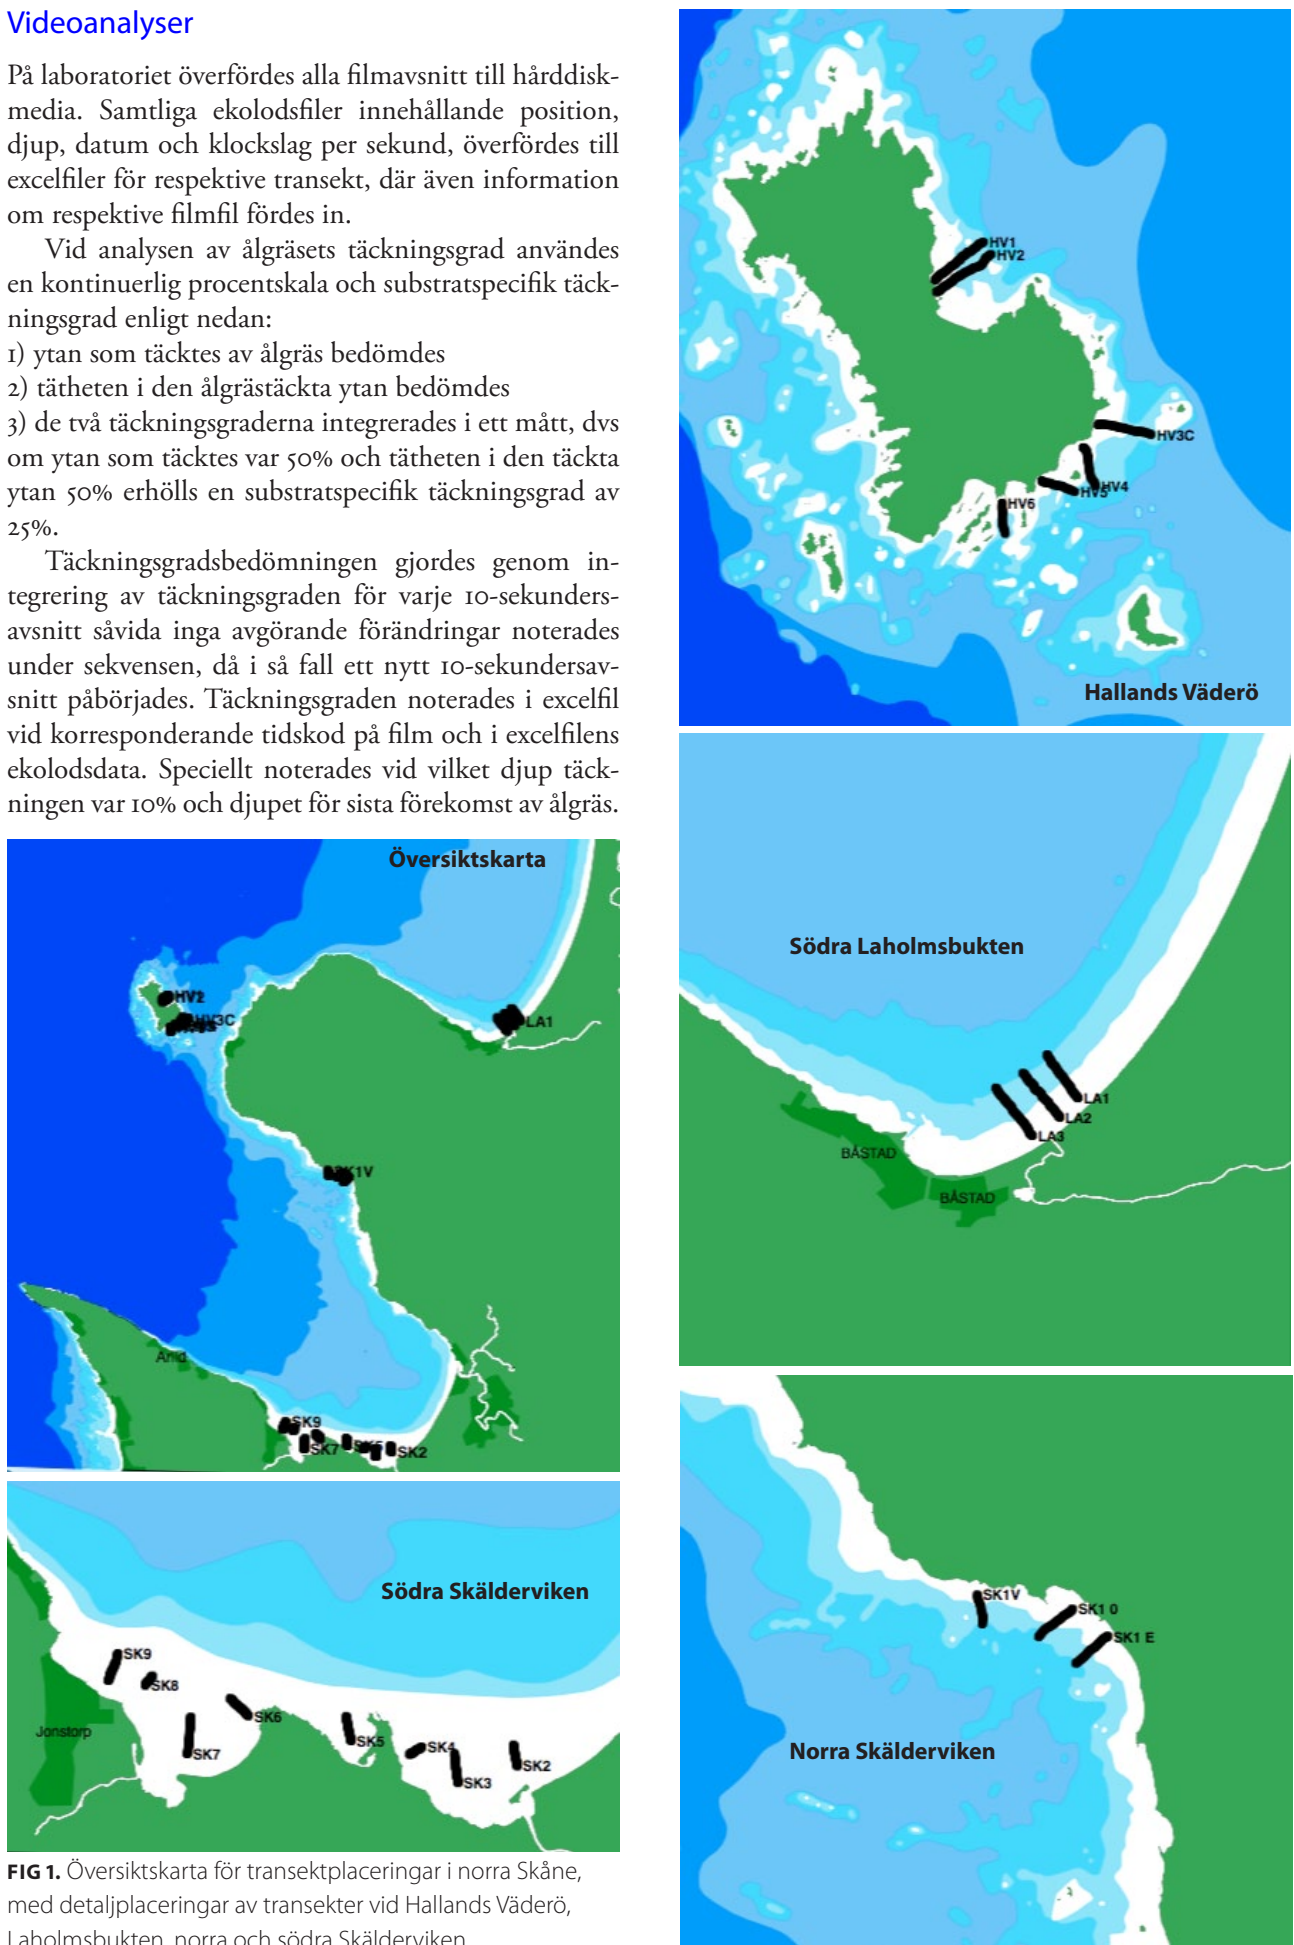 Videoanalyser
På laboratoriet överfördes alla filmavsnitt till hårddisk-
media. Samtliga ekolodsfiler innehållande position,
djup, datum och klockslag per sekund, överfördes till
excelfiler för respektive transekt, där även information
om respektive filmfil fördes in.
Vid analysen av ålgräsets täckningsgrad användes
en kontinuerlig procentskala och substratspecifik täck-
ningsgrad enligt nedan:
1) ytan som täcktes av ålgräs bedömdes
2) tätheten i den ålgrästäckta ytan bedömdes
3) de två täckningsgraderna integrerades i ett mått, dvs
om ytan som täcktes var 50% och tätheten i den täckta
ytan 50% erhölls en substratspecifik täckningsgrad av
25%.
Täckningsgradsbedömningen gjordes genom in-
tegrering av täckningsgraden för varje 10-sekunders-
avsnitt såvida inga avgörande förändringar noterades
under sekvensen, då i så fall ett nytt 10-sekundersav-
snitt påbörjades. Täckningsgraden noterades i excelfil
vid korresponderande tidskod på film och i excelfilens
ekolodsdata. Speciellt noterades vid vilket djup täck-
ningen var 10% och djupet för sista förekomst av ålgräs.
Översiktskarta
HV2
HV3C
LA1
SK1V
Arild
SK9
SK7
SK2
Södra Skälderviken
SK9
SK8
SK6
Jonstorp
SK7
SK5
SK4
SK3
SK2
FIG 1. Översiktskarta för transektplaceringar i norra Skåne,
med detaljplaceringar av transekter vid Hallands Väderö,
Laholmsbukten, norra och södra Skälderviken
HV1
HV2
HV3C
HV4
HV5
HV6
Hallands Väderö
Södra Laholmsbukten
LA1
LA2
LA3
BÅSTAD
BÅSTAD
SK1V
SK1 0
SK1 E
Norra Skälderviken